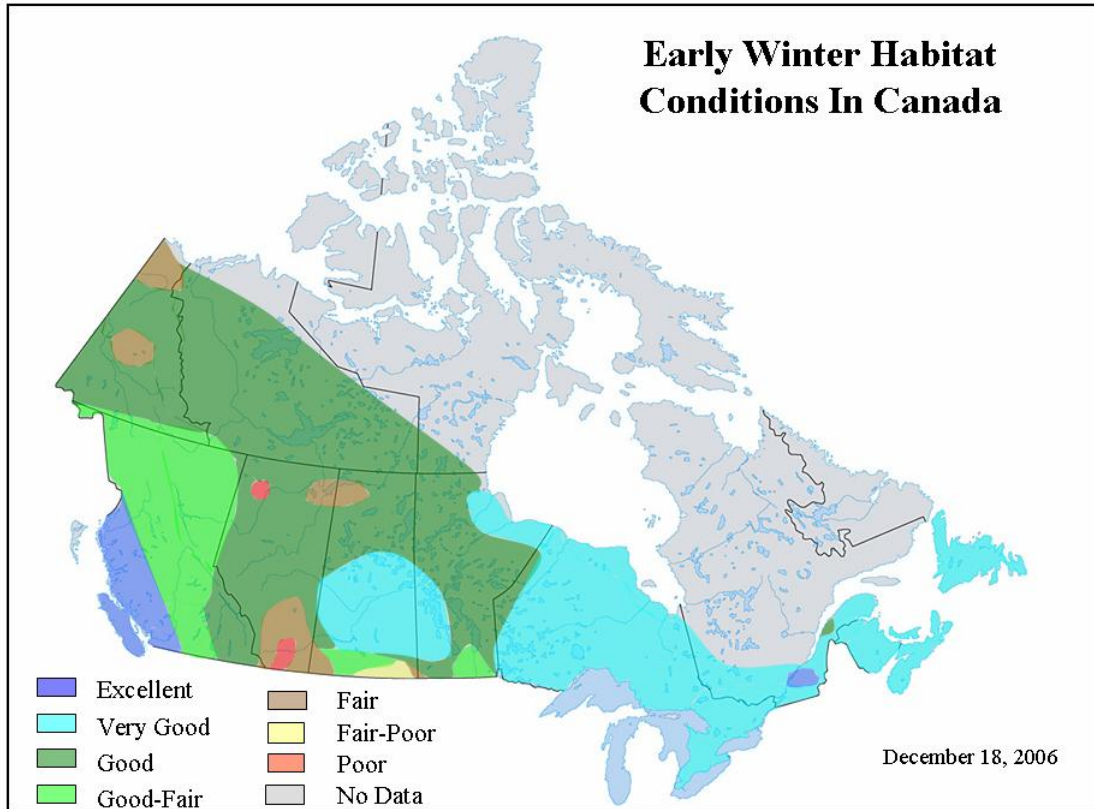 Early Winter Habitat
Conditions In Canada
Excellent
Very Good
Good
Good-Fair
Fair
Fair-Poor
Poor
No Data
December 18, 2006